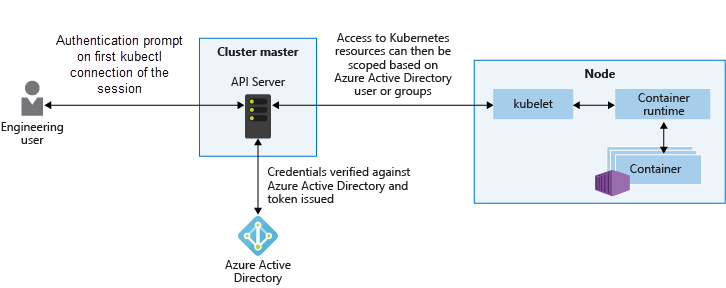 Authentication prompt
on first kubectl
connection of the
session
Engineering
user
Cluster master
API Server
Access to Kubernetes
resources can then be
scoped based on
Azure Active Directory
user or groups
Credentials verified against
Azure Active Directory and
token issued
Azure Active
Directory
Node
kubelet
Container
runtime
Container